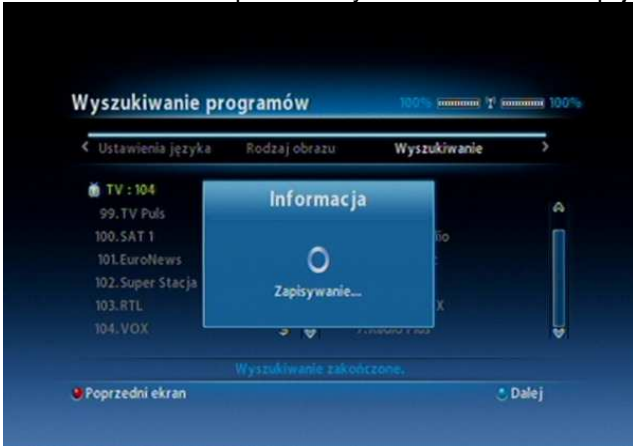 Wyszukiwanie programów
100% 100%
Ustawienia języka Rodzaj obrazu Wyszukiwanie
TV : 104
99.TV Puls
100.SAT 1
101.EuroNews
102.Super Stacja
103.RTL
104.VOX
Informacja
Zapisywanie...
Wyszukiwanie zakończone.
Poprzedni ekran
Dalej